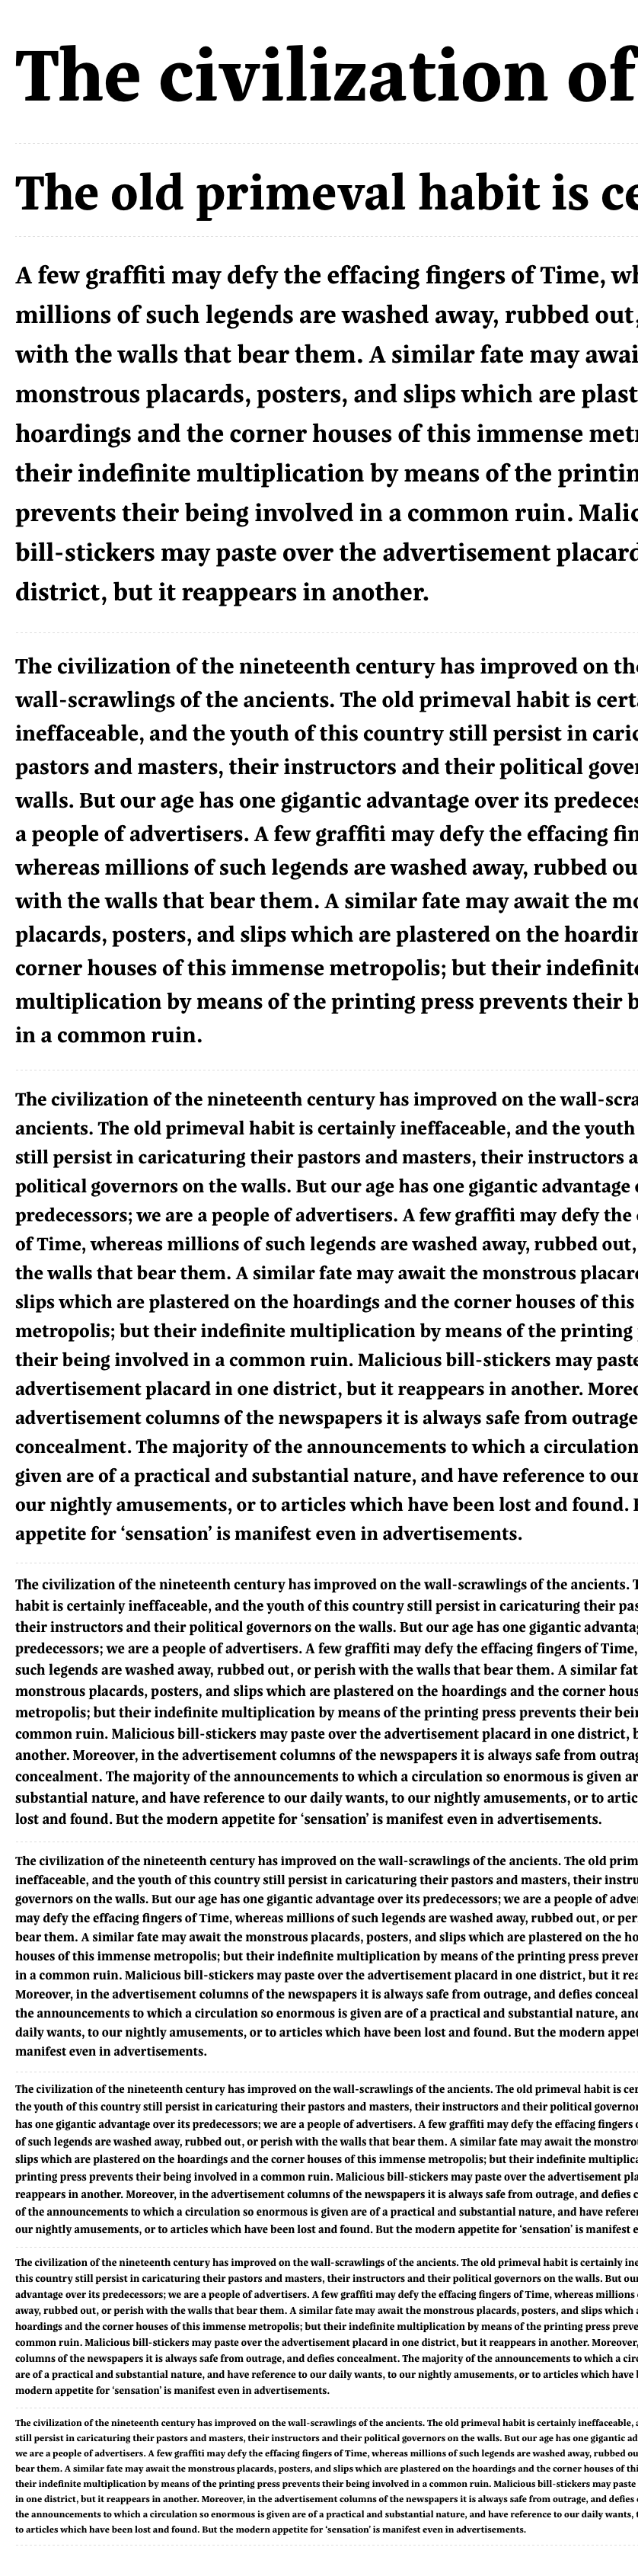 The civilization of
The old primeval habit is ce
A few graffiti may defy the effacing fingers of Time, wh
millions of such legends are washed away, rubbed out,
with the walls that bear them. A similar fate may awai
monstrous placards, posters, and slips which are plast
hoardings and the corner houses of this immense metr
their indefinite multiplication by means of the printin
prevents their being involved in a common ruin. Malic
bill-stickers may paste over the advertisement placard
district, but it reappears in another.
The civilization of the nineteenth century has improved on the
wall-scrawlings of the ancients. The old primeval habit is certa
ineffaceable, and the youth of this country still persist in caric
pastors and masters, their instructors and their political gover
walls. But our age has one gigantic advantage over its predeces
a people of advertisers. A few graffiti may defy the effacing fin
whereas millions of such legends are washed away, rubbed ou
with the walls that bear them. A similar fate may await the mo
placards, posters, and slips which are plastered on the hoardin
corner houses of this immense metropolis; but their indefinite
multiplication by means of the printing press prevents their b
in a common ruin.
The civilization of the nineteenth century has improved on the wall-scra
ancients. The old primeval habit is certainly ineffaceable, and the youth
still persist in caricaturing their pastors and masters, their instructors a
political governors on the walls. But our age has one gigantic advantage o
predecessors; we are a people of advertisers. A few graffiti may defy the e
of Time, whereas millions of such legends are washed away, rubbed out,
the walls that bear them. A similar fate may await the monstrous placard
slips which are plastered on the hoardings and the corner houses of this
metropolis; but their indefinite multiplication by means of the printing p
their being involved in a common ruin. Malicious bill-stickers may paste
advertisement placard in one district, but it reappears in another. Moreo
advertisement columns of the newspapers it is always safe from outrage
concealment. The majority of the announcements to which a circulation
given are of a practical and substantial nature, and have reference to our
our nightly amusements, or to articles which have been lost and found. B
appetite for ‘sensation’ is manifest even in advertisements.
The civilization of the nineteenth century has improved on the wall-scrawlings of the ancients. T
habit is certainly ineffaceable, and the youth of this country still persist in caricaturing their pas
their instructors and their political governors on the walls. But our age has one gigantic advantag
predecessors; we are a people of advertisers. A few graffiti may defy the effacing fingers of Time,
such legends are washed away, rubbed out, or perish with the walls that bear them. A similar fat
monstrous placards, posters, and slips which are plastered on the hoardings and the corner hous
metropolis; but their indefinite multiplication by means of the printing press prevents their bein
common ruin. Malicious bill-stickers may paste over the advertisement placard in one district, b
another. Moreover, in the advertisement columns of the newspapers it is always safe from outrag
concealment. The majority of the announcements to which a circulation so enormous is given ar
substantial nature, and have reference to our daily wants, to our nightly amusements, or to artic
lost and found. But the modern appetite for ‘sensation’ is manifest even in advertisements.
The civilization of the nineteenth century has improved on the wall-scrawlings of the ancients. The old prim
ineffaceable, and the youth of this country still persist in caricaturing their pastors and masters, their instru
governors on the walls. But our age has one gigantic advantage over its predecessors; we are a people of adver
may defy the effacing fingers of Time, whereas millions of such legends are washed away, rubbed out, or peri
bear them. A similar fate may await the monstrous placards, posters, and slips which are plastered on the ho
houses of this immense metropolis; but their indefinite multiplication by means of the printing press preven
in a common ruin. Malicious bill-stickers may paste over the advertisement placard in one district, but it rea
Moreover, in the advertisement columns of the newspapers it is always safe from outrage, and defies conceal
the announcements to which a circulation so enormous is given are of a practical and substantial nature, and
daily wants, to our nightly amusements, or to articles which have been lost and found. But the modern appet
manifest even in advertisements.
The civilization of the nineteenth century has improved on the wall-scrawlings of the ancients. The old primeval habit is cer
the youth of this country still persist in caricaturing their pastors and masters, their instructors and their political governor
has one gigantic advantage over its predecessors; we are a people of advertisers. A few graffiti may defy the effacing fingers o
of such legends are washed away, rubbed out, or perish with the walls that bear them. A similar fate may await the monstrou
slips which are plastered on the hoardings and the corner houses of this immense metropolis; but their indefinite multiplica
printing press prevents their being involved in a common ruin. Malicious bill-stickers may paste over the advertisement pla
reappears in another. Moreover, in the advertisement columns of the newspapers it is always safe from outrage, and defies c
of the announcements to which a circulation so enormous is given are of a practical and substantial nature, and have referen
our nightly amusements, or to articles which have been lost and found. But the modern appetite for ‘sensation’ is manifest e
The civilization of the nineteenth century has improved on the wall-scrawlings of the ancients. The old primeval habit is certainly ine
this country still persist in caricaturing their pastors and masters, their instructors and their political governors on the walls. But our
advantage over its predecessors; we are a people of advertisers. A few graffiti may defy the effacing fingers of Time, whereas millions o
away, rubbed out, or perish with the walls that bear them. A similar fate may await the monstrous placards, posters, and slips which a
hoardings and the corner houses of this immense metropolis; but their indefinite multiplication by means of the printing press preve
common ruin. Malicious bill-stickers may paste over the advertisement placard in one district, but it reappears in another. Moreover,
columns of the newspapers it is always safe from outrage, and defies concealment. The majority of the announcements to which a circ
are of a practical and substantial nature, and have reference to our daily wants, to our nightly amusements, or to articles which have b
modern appetite for ‘sensation’ is manifest even in advertisements.
The civilization of the nineteenth century has improved on the wall-scrawlings of the ancients. The old primeval habit is certainly ineffaceable, a
still persist in caricaturing their pastors and masters, their instructors and their political governors on the walls. But our age has one gigantic ad
we are a people of advertisers. A few graffiti may defy the effacing fingers of Time, whereas millions of such legends are washed away, rubbed ou
bear them. A similar fate may await the monstrous placards, posters, and slips which are plastered on the hoardings and the corner houses of thi
their indefinite multiplication by means of the printing press prevents their being involved in a common ruin. Malicious bill-stickers may paste
in one district, but it reappears in another. Moreover, in the advertisement columns of the newspapers it is always safe from outrage, and defies
the announcements to which a circulation so enormous is given are of a practical and substantial nature, and have reference to our daily wants, t
to articles which have been lost and found. But the modern appetite for ‘sensation’ is manifest even in advertisements.